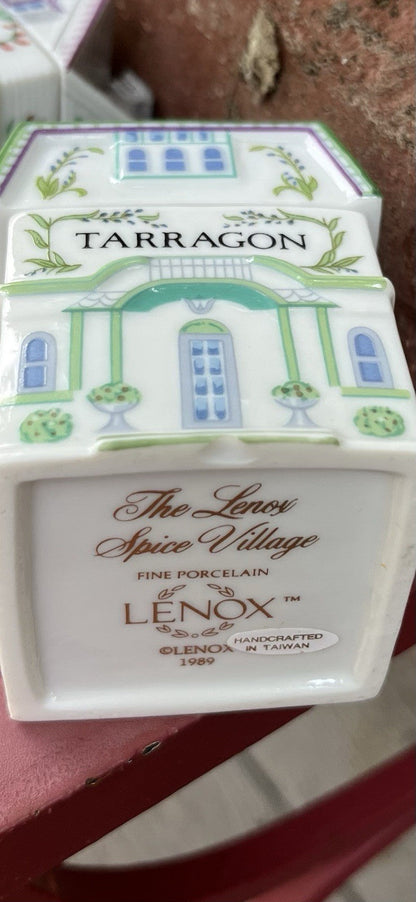 TARRAGON
The Lenox
Spice Village
FINE PORCELAIN
LENOX™
©LENOX
1989
HANDCRAFTED
IN TAIWAN